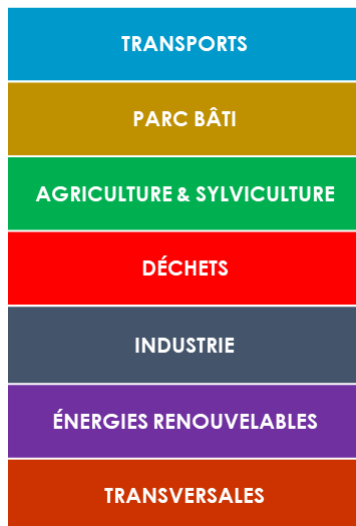 TRANSPORTS
PARC BÂTI
AGRICULTURE & SYLVICULTURE
DÉCHETS
INDUSTRIE
ÉNERGIES RENOUVELABLES
TRANSVERSALES